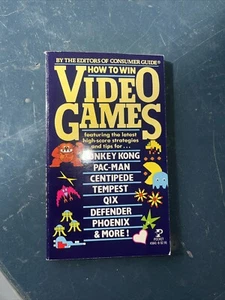 BY THE EDITORS OF CONSUMER GUIDE®
HOW TO WIN
VIDEO
GAMES
featuring the latest
high-score strategies
and tips for...
DONKEY KONG
PAC-MAN
CENTIPEDE
TEMPEST
QIX
DEFENDER
PHOENIX
& MORE!
POCKET